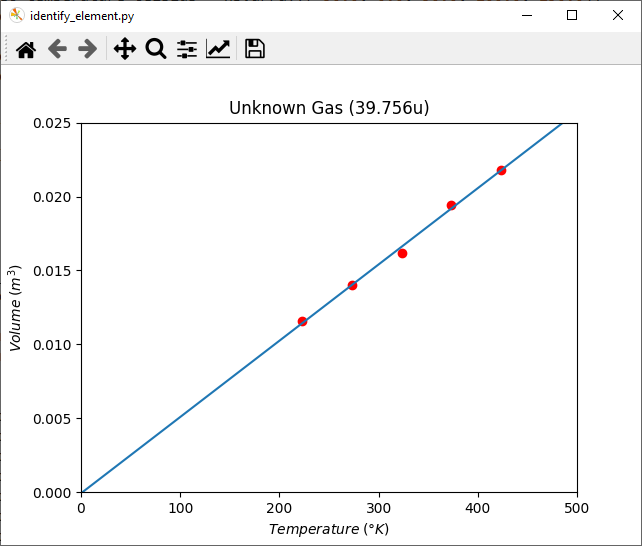 identify_element.py
Unknown Gas (39.756u)
0.025
0.020
0.015
0.010
0.005
0.000
Volume (m³)
0 100 200 300 400 500
Temperature (°K)